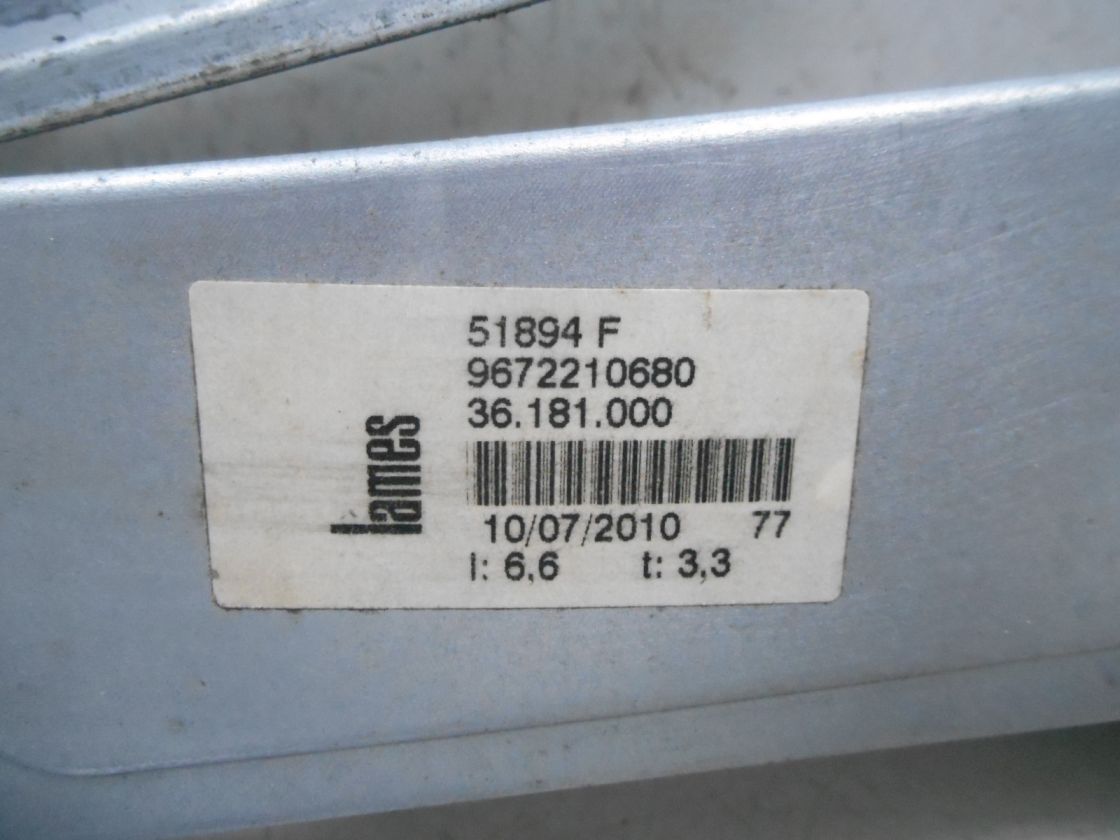 51894 F
9672210680
36.181.000
10/07/2010 77
I: 6,6 t: 3,3
lames